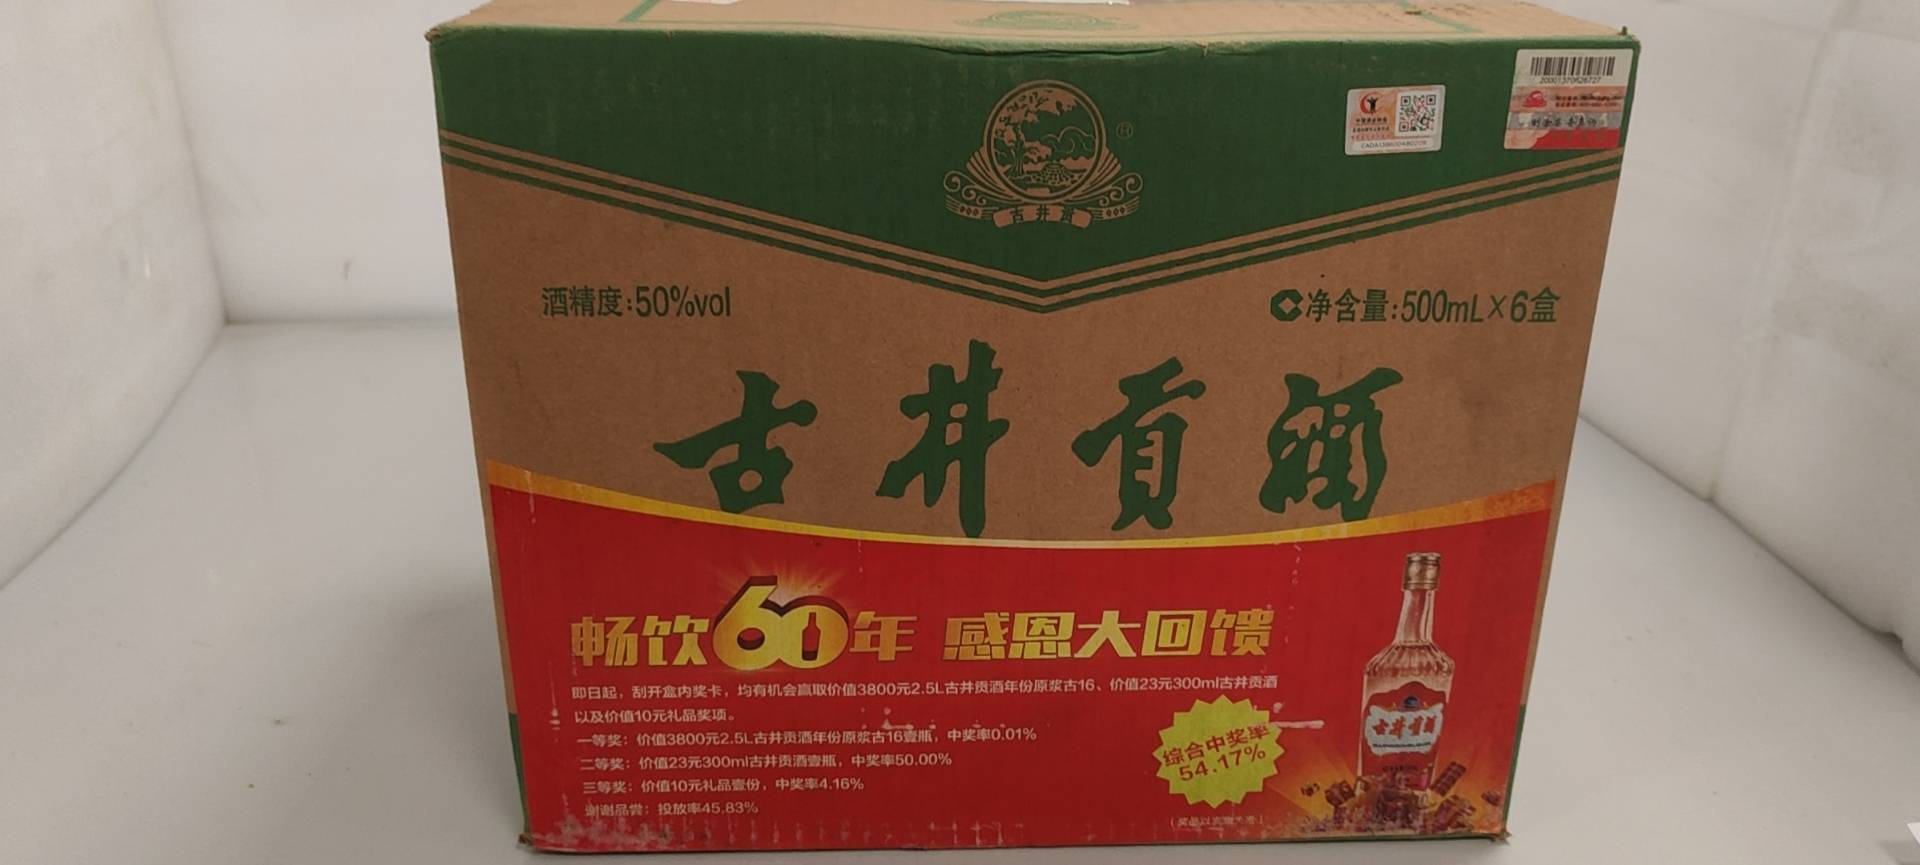 20001370626727
古井贡
酒精度:50%vol
净含量:500mL×6盒
古井贡酒
畅饮60年 感恩大回馈
即日起，刮开盒内奖卡，均有机会赢取价值3800元2.5L古井贡酒年份原浆古16、价值23元300ml古井贡酒
以及价值10元礼品奖项。
一等奖：价值3800元2.5L古井贡酒年份原浆古16壹瓶，中奖率0.01%
二等奖：价值23元300ml古井贡酒壹瓶，中奖率50.00%
三等奖：价值10元礼品壹份，中奖率4.16%
谢谢品尝：投放率45.83%
综合中奖率
54.17%
古井贡酒
（奖品以实物为准）